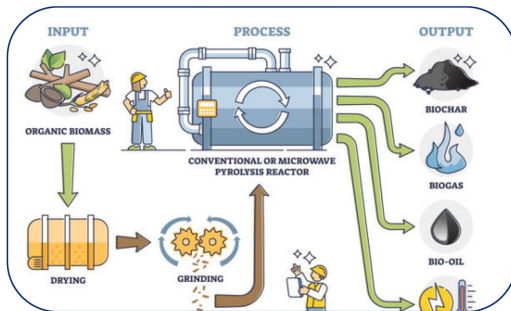 INPUT
PROCESS
OUTPUT
ORGANIC BIOMASS
CONVENTIONAL OR MICROWAVE
PYROLYSIS REACTOR
BIOCHAR
BIOGAS
BIO-OIL
DRYING
GRINDING